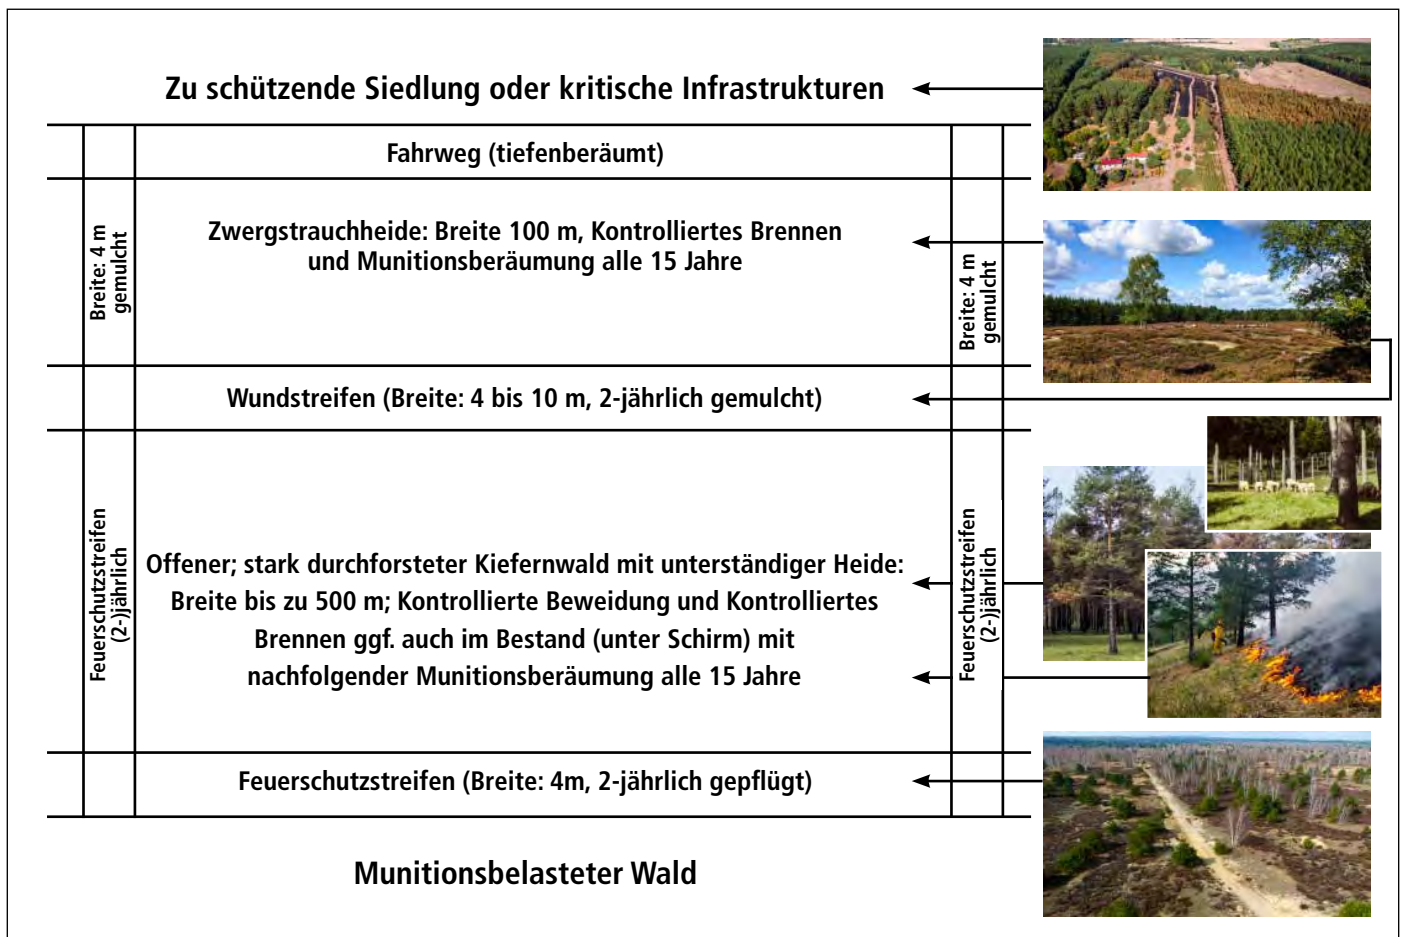 Zu schützende Siedlung oder kritische Infrastrukturen
Fahrweg (tiefenberäumt)
Breite: 4 m
gemulcht
Zwergstrauchheide: Breite 100 m, Kontrolliertes Brennen
und Munitionsberäumung alle 15 Jahre
Breite: 4 m
gemulcht
Wundstreifen (Breite: 4 bis 10 m, 2-jährlich gemulcht)
Feuerschutzstreifen
(2-)jährlich
Offener; stark durchforsteter Kiefernwald mit unterständiger Heide:
Breite bis zu 500 m; Kontrollierte Beweidung und Kontrolliertes
Brennen ggf. auch im Bestand (unter Schirm) mit
nachfolgender Munitionsberäumung alle 15 Jahre
Feuerschutzstreifen
(2-)jährlich
Feuerschutzstreifen (Breite: 4m, 2-jährlich gepflügt)
Munitionsbelasteter Wald